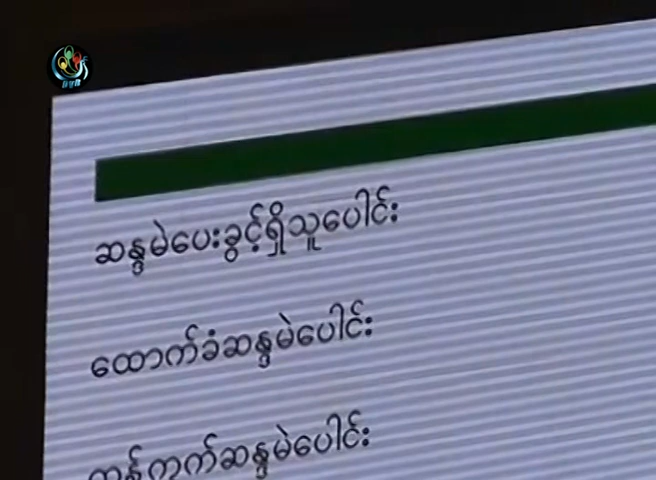 ဆန္ဒမဲပေးခွင့်ရှိသူပေါင်း
ထောက်ခံဆန္ဒမဲပေါင်း
ကန့်ကွက်ဆန္ဒမဲပေါင်း